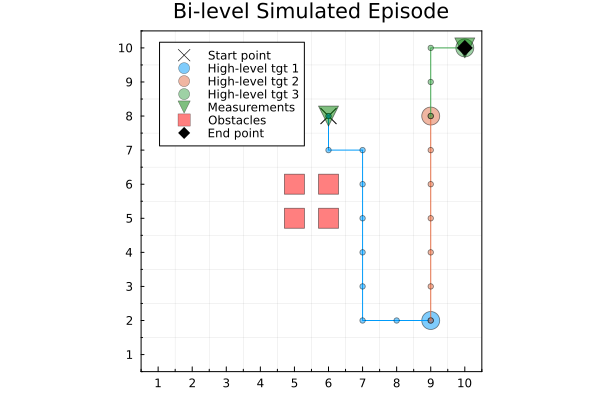 Bi-level Simulated Episode
10
9
8
7
6
5
4
3
2
1
Start point
High-level tgt 1
High-level tgt 2
High-level tgt 3
Measurements
Obstacles
End point
1 2 3 4 5 6 7 8 9 10